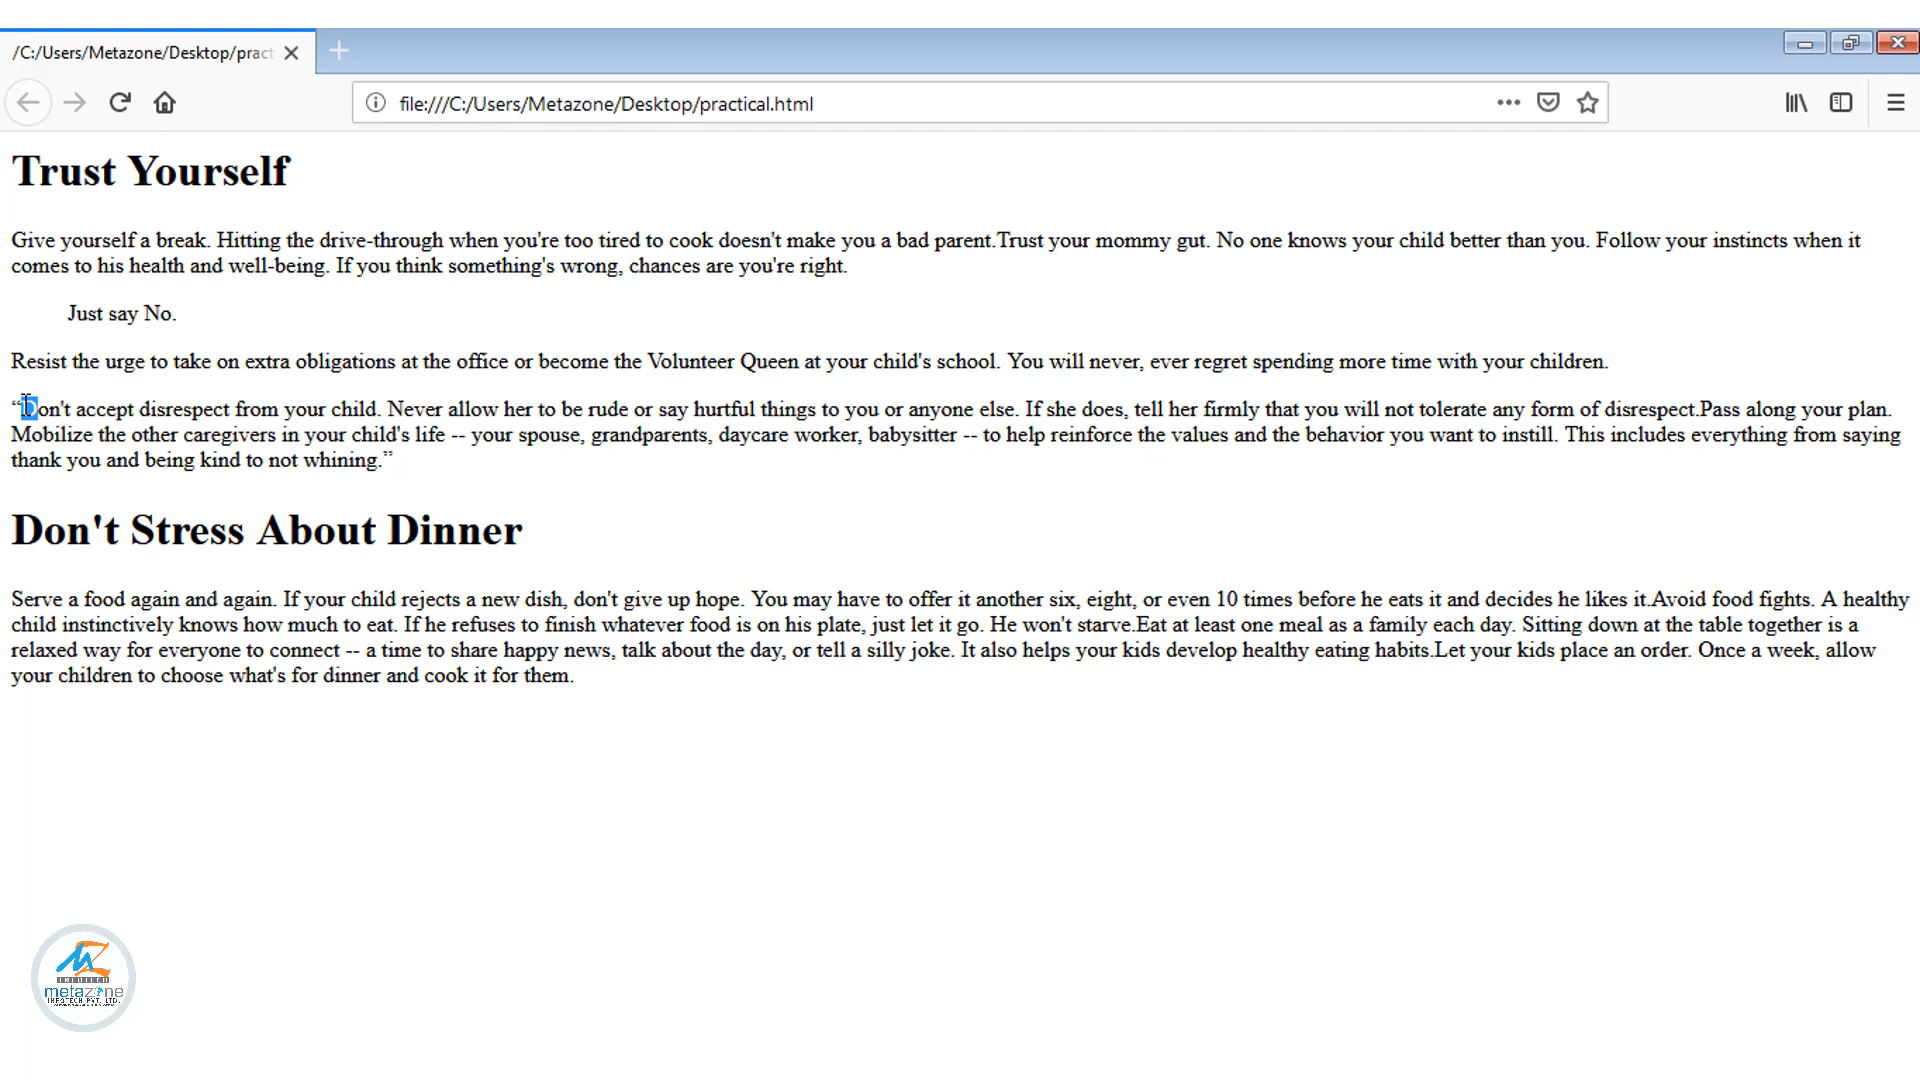 /C:/Users/Metazone/Desktop/pract
file:///C:/Users/Metazone/Desktop/practical.html
Trust Yourself
Give yourself a break. Hitting the drive-through when you're too tired to cook doesn't make you a bad parent.Trust your mommy gut. No one knows your child better than you. Follow your instincts when it
comes to his health and well-being. If you think something's wrong, chances are you're right.
Just say No.
Resist the urge to take on extra obligations at the office or become the Volunteer Queen at your child's school. You will never, ever regret spending more time with your children.
“Don't accept disrespect from your child. Never allow her to be rude or say hurtful things to you or anyone else. If she does, tell her firmly that you will not tolerate any form of disrespect.Pass along your plan.
Mobilize the other caregivers in your child's life -- your spouse, grandparents, daycare worker, babysitter -- to help reinforce the values and the behavior you want to instill. This includes everything from saying
thank you and being kind to not whining.”
Don't Stress About Dinner
Serve a food again and again. If your child rejects a new dish, don't give up hope. You may have to offer it another six, eight, or even 10 times before he eats it and decides he likes it.Avoid food fights. A healthy
child instinctively knows how much to eat. If he refuses to finish whatever food is on his plate, just let it go. He won't starve.Eat at least one meal as a family each day. Sitting down at the table together is a
relaxed way for everyone to connect -- a time to share happy news, talk about the day, or tell a silly joke. It also helps your kids develop healthy eating habits.Let your kids place an order. Once a week, allow
your children to choose what's for dinner and cook it for them.
metazone
INFOTECH PVT. LTD.